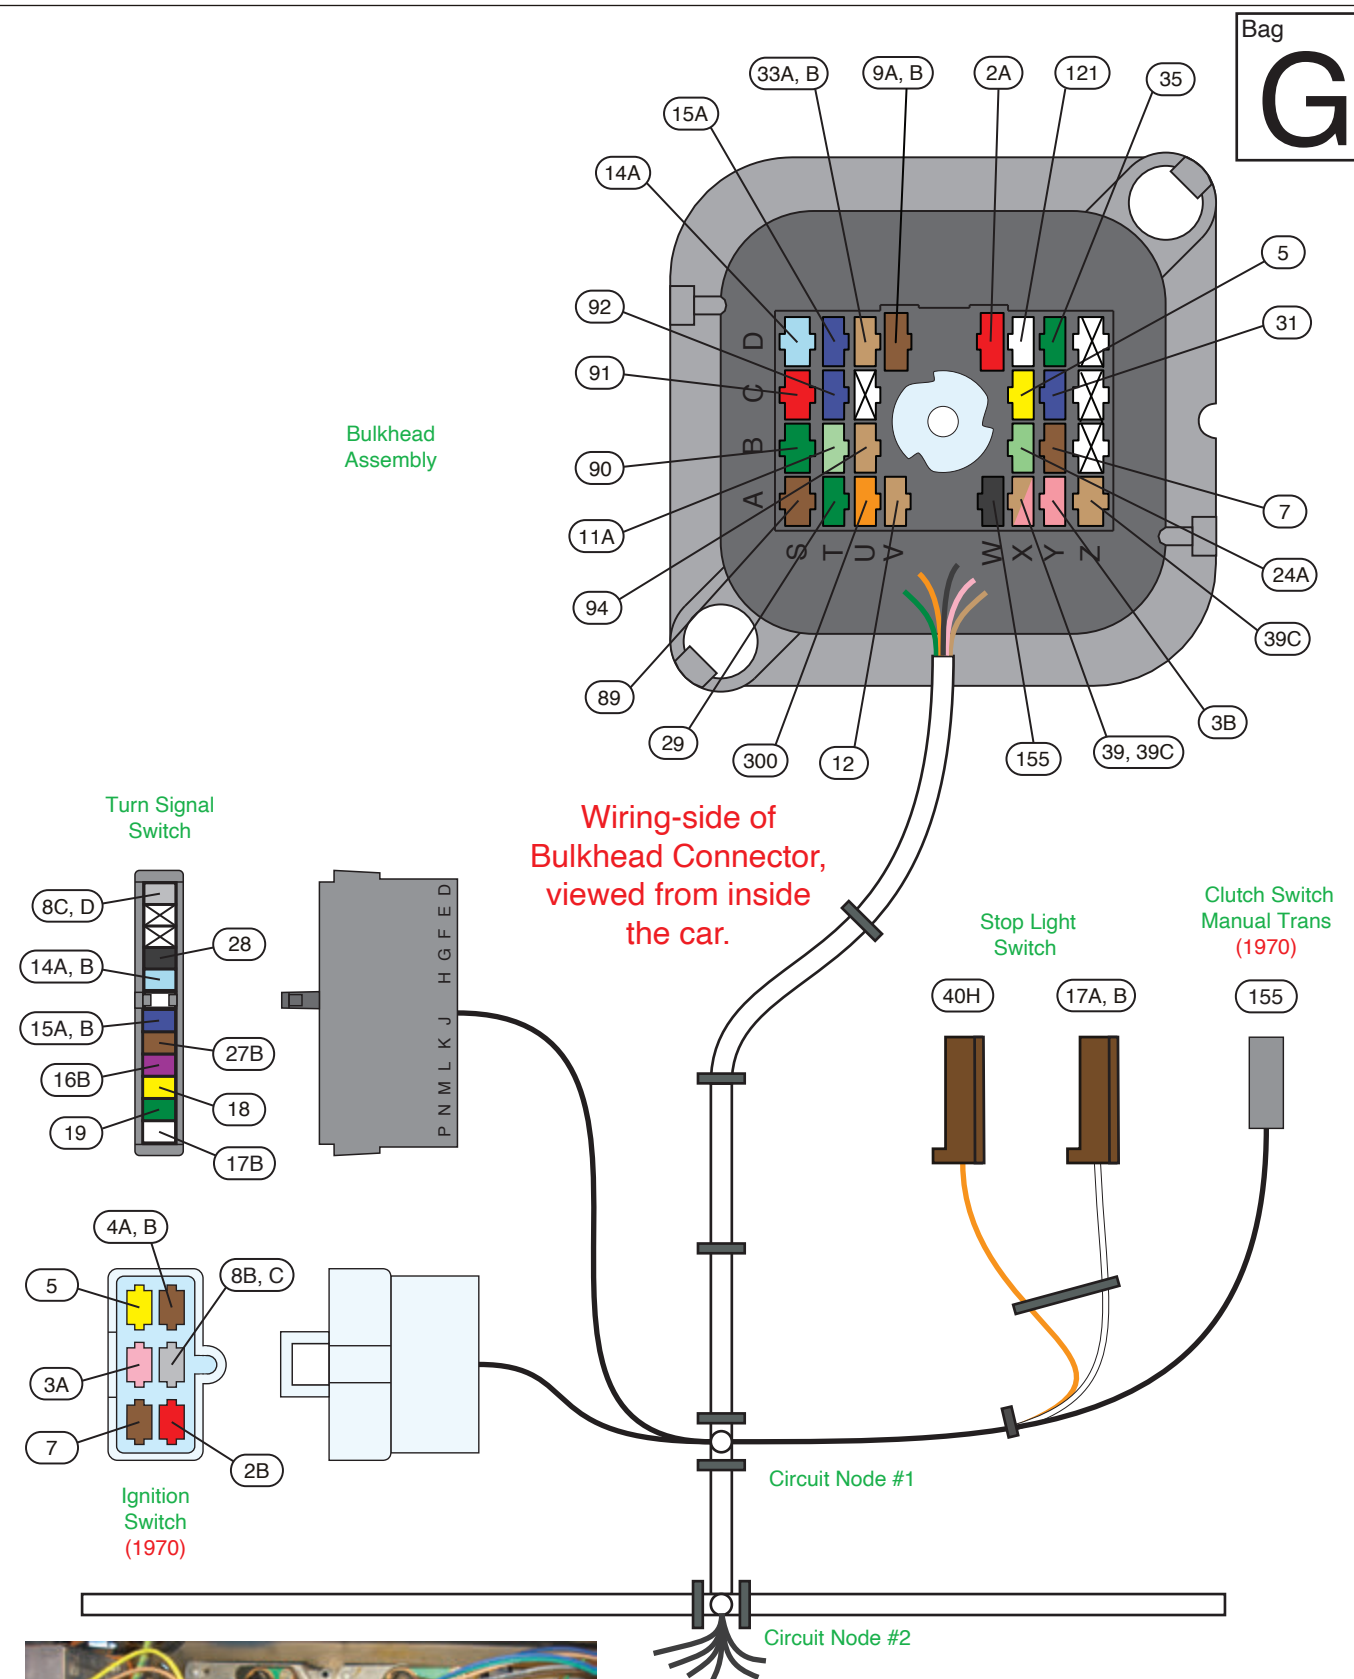 Bag
G
33A, B
9A, B
2A
121
35
15A
14A
5
92
31
91
90
7
11A
24A
94
39C
89
3B
29
300
12
155
39, 39C
D
C
B
A
S
T
U
V
W
X
Y
Z
Bulkhead
Assembly
Wiring-side of
Bulkhead Connector,
viewed from inside
the car.
Turn Signal
Switch
8C, D
28
14A, B
15A, B
27B
16B
18
19
17B
D
E
F
G
H
J
K
L
M
N
P
Stop Light
Switch
Clutch Switch
Manual Trans
(1970)
40H
17A, B
155
4A, B
8B, C
5
3A
7
2B
Ignition
Switch
(1970)
Circuit Node #1
Circuit Node #2